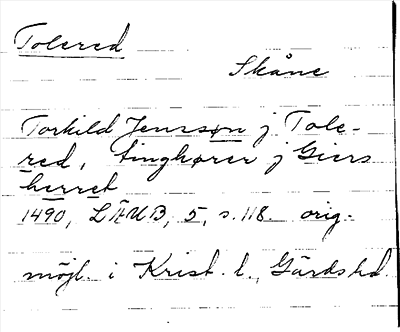 Tolered
Skåne
Torkild Jenssøn j Tole-
red, tinghører j Giers
herret
1490, LÄUB, 5, s. 118. orig.
möjl. i Krist. l., Gärds hd.